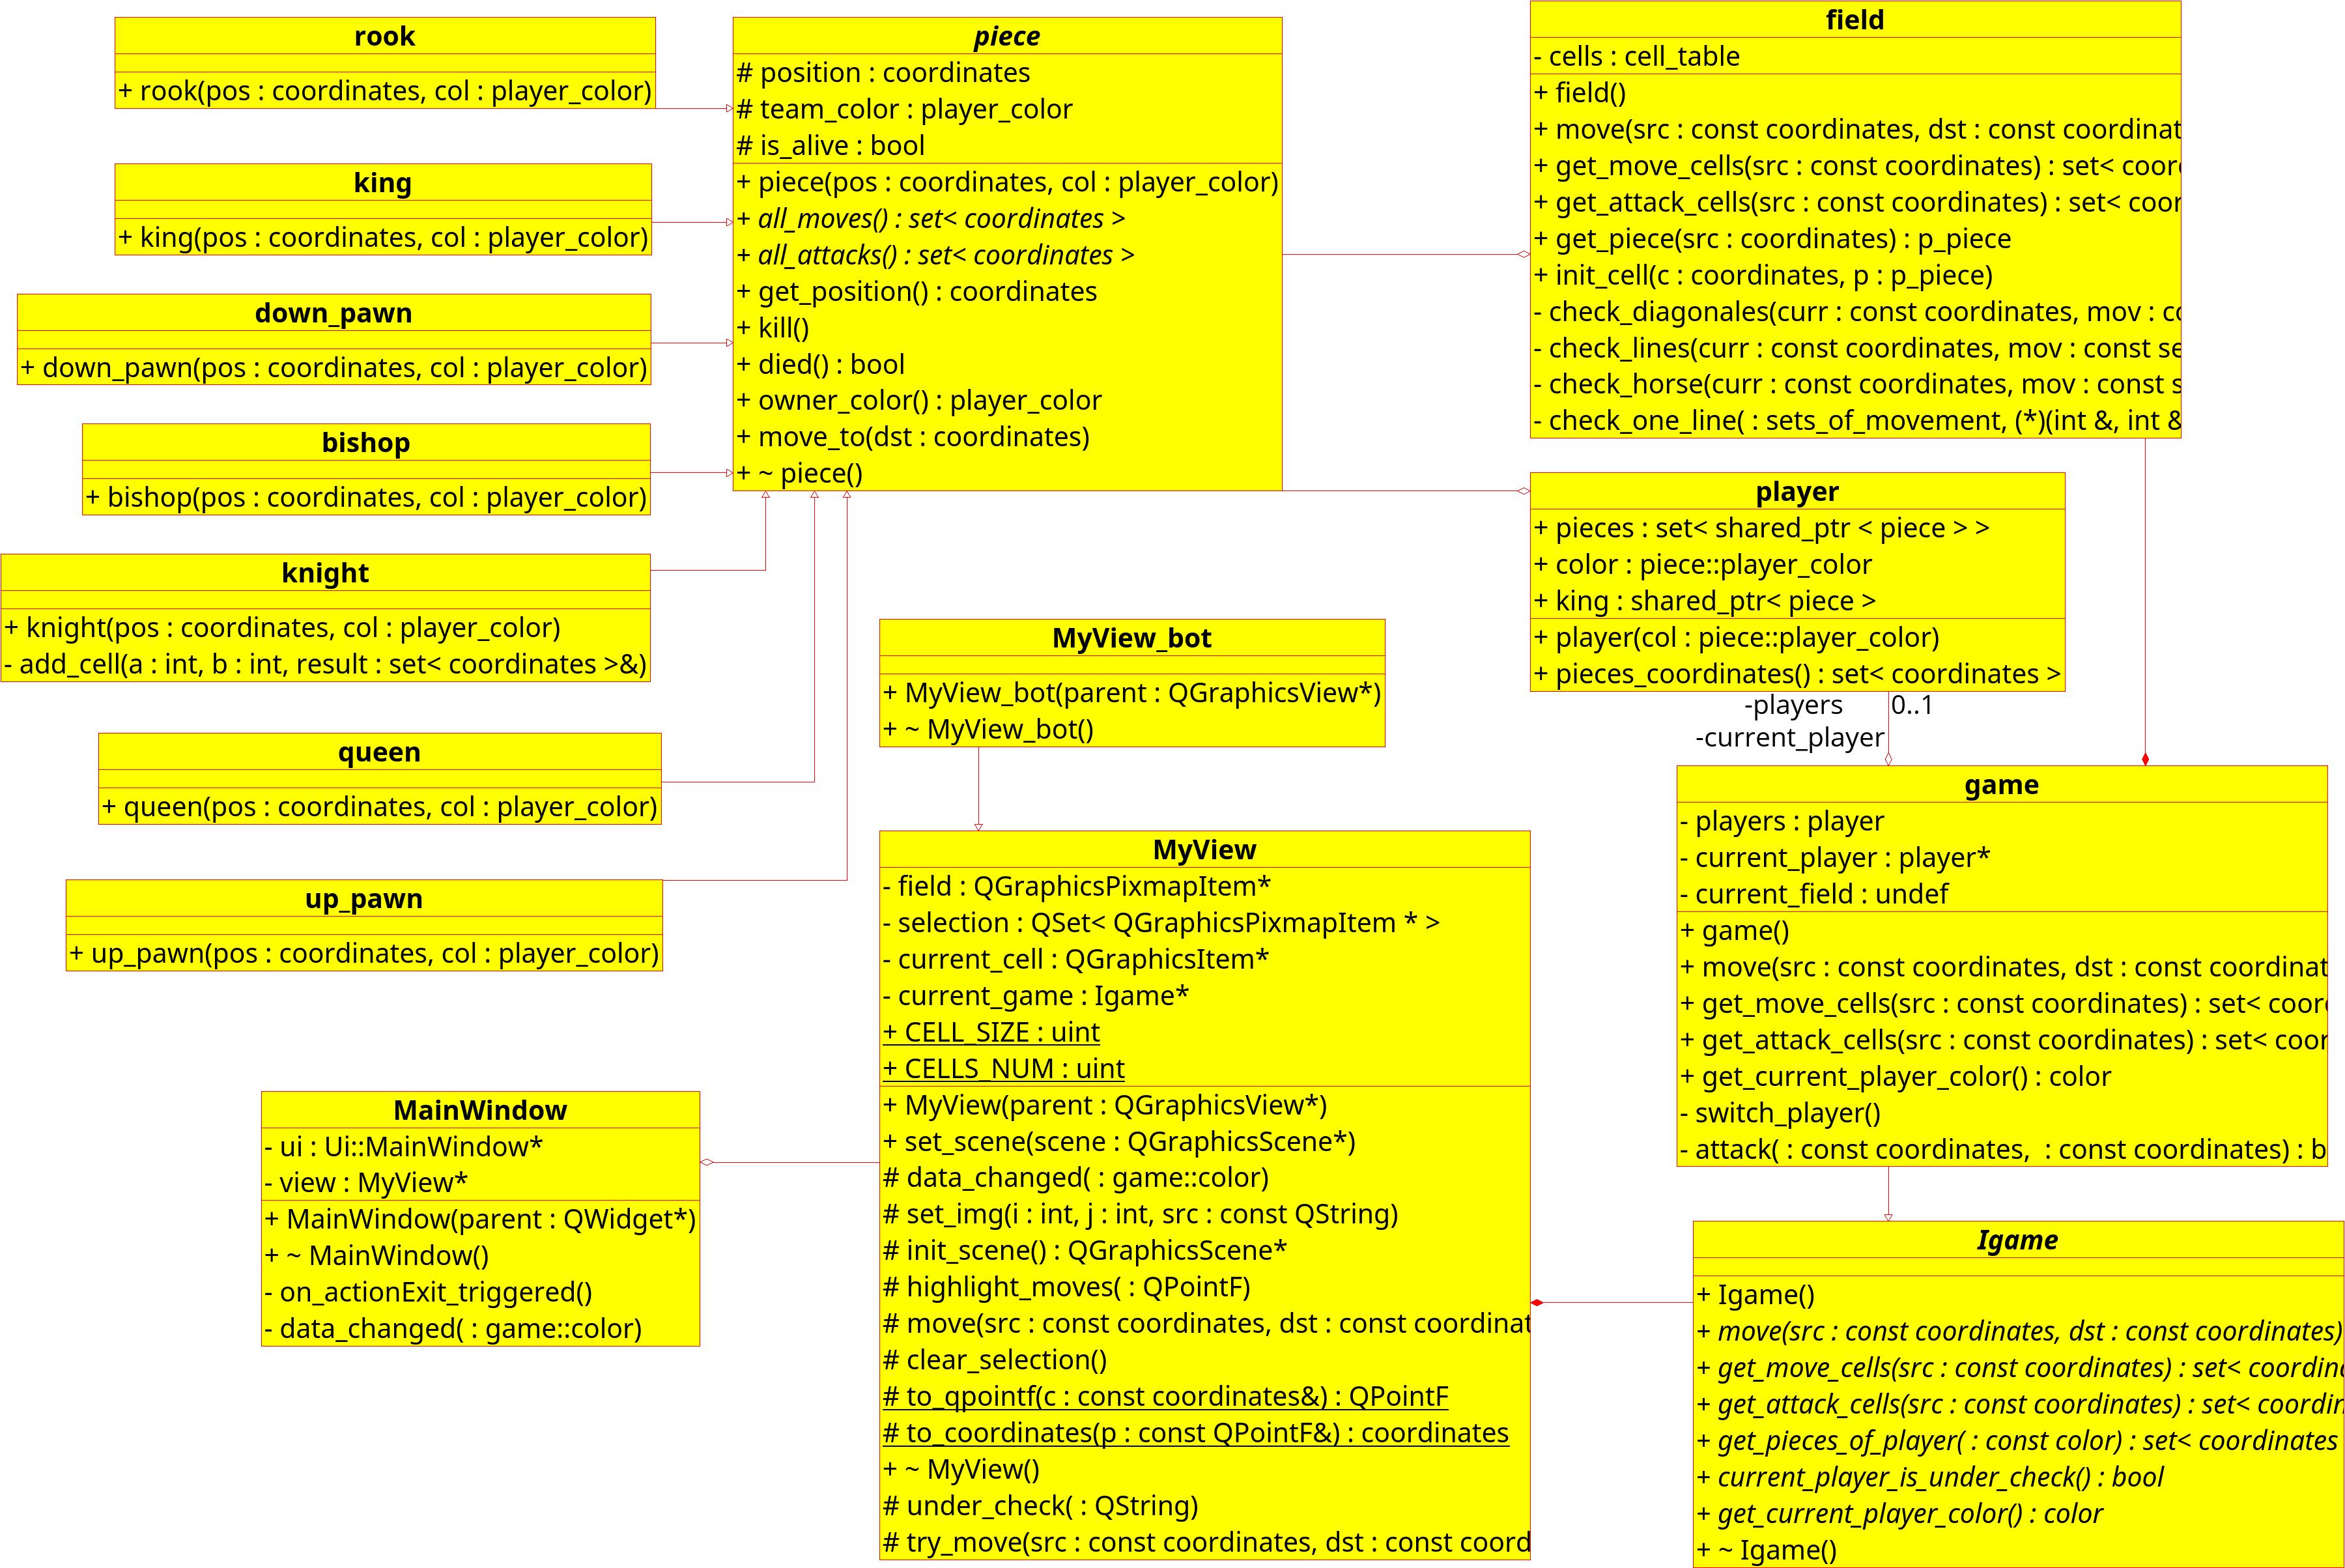 rook
+ rook(pos : coordinates, col : player_color)
king
+ king(pos : coordinates, col : player_color)
down_pawn
+ down_pawn(pos : coordinates, col : player_color)
bishop
+ bishop(pos : coordinates, col : player_color)
knight
+ knight(pos : coordinates, col : player_color)
- add_cell(a : int, b : int, result : set< coordinates >&)
queen
+ queen(pos : coordinates, col : player_color)
up_pawn
+ up_pawn(pos : coordinates, col : player_color)
piece
# position : coordinates
# team_color : player_color
# is_alive : bool
+ piece(pos : coordinates, col : player_color)
+ all_moves() : set< coordinates >
+ all_attacks() : set< coordinates >
+ get_position() : coordinates
+ kill()
+ died() : bool
+ owner_color() : player_color
+ move_to(dst : coordinates)
+ ~ piece()
field
- cells : cell_table
+ field()
+ move(src : const coordinates, dst : const coordinat
+ get_move_cells(src : const coordinates) : set< coor
+ get_attack_cells(src : const coordinates) : set< coor
+ get_piece(src : coordinates) : p_piece
+ init_cell(c : coordinates, p : p_piece)
- check_diagonales(curr : const coordinates, mov : co
- check_lines(curr : const coordinates, mov : const se
- check_horse(curr : const coordinates, mov : const s
- check_one_line( : sets_of_movement, (*)(int &, int &
player
+ pieces : set< shared_ptr < piece > >
+ color : piece::player_color
+ king : shared_ptr< piece >
+ player(col : piece::player_color)
+ pieces_coordinates() : set< coordinates >
-players 0..1
-current_player
MyView_bot
+ MyView_bot(parent : QGraphicsView*)
+ ~ MyView_bot()
MyView
- field : QGraphicsPixmapItem*
- selection : QSet< QGraphicsPixmapItem * >
- current_cell : QGraphicsItem*
- current_game : Igame*
+ CELL_SIZE : uint
+ CELLS_NUM : uint
+ MyView(parent : QGraphicsView*)
+ set_scene(scene : QGraphicsScene*)
# data_changed( : game::color)
# set_img(i : int, j : int, src : const QString)
# init_scene() : QGraphicsScene*
# highlight_moves( : QPointF)
# move(src : const coordinates, dst : const coordinat
# clear_selection()
# to_qpointf(c : const coordinates&) : QPointF
# to_coordinates(p : const QPointF&) : coordinates
+ ~ MyView()
# under_check( : QString)
# try_move(src : const coordinates, dst : const coord
MainWindow
- ui : Ui::MainWindow*
- view : MyView*
+ MainWindow(parent : QWidget*)
+ ~ MainWindow()
- on_actionExit_triggered()
- data_changed( : game::color)
game
- players : player
- current_player : player*
- current_field : undef
+ game()
+ move(src : const coordinates, dst : const coordinat
+ get_move_cells(src : const coordinates) : set< coor
+ get_attack_cells(src : const coordinates) : set< coor
+ get_current_player_color() : color
- switch_player()
- attack( : const coordinates,  : const coordinates) : b
Igame
+ Igame()
+ move(src : const coordinates, dst : const coordinates)
+ get_move_cells(src : const coordinates) : set< coordina
+ get_attack_cells(src : const coordinates) : set< coordin
+ get_pieces_of_player( : const color) : set< coordinates
+ current_player_is_under_check() : bool
+ get_current_player_color() : color
+ ~ Igame()